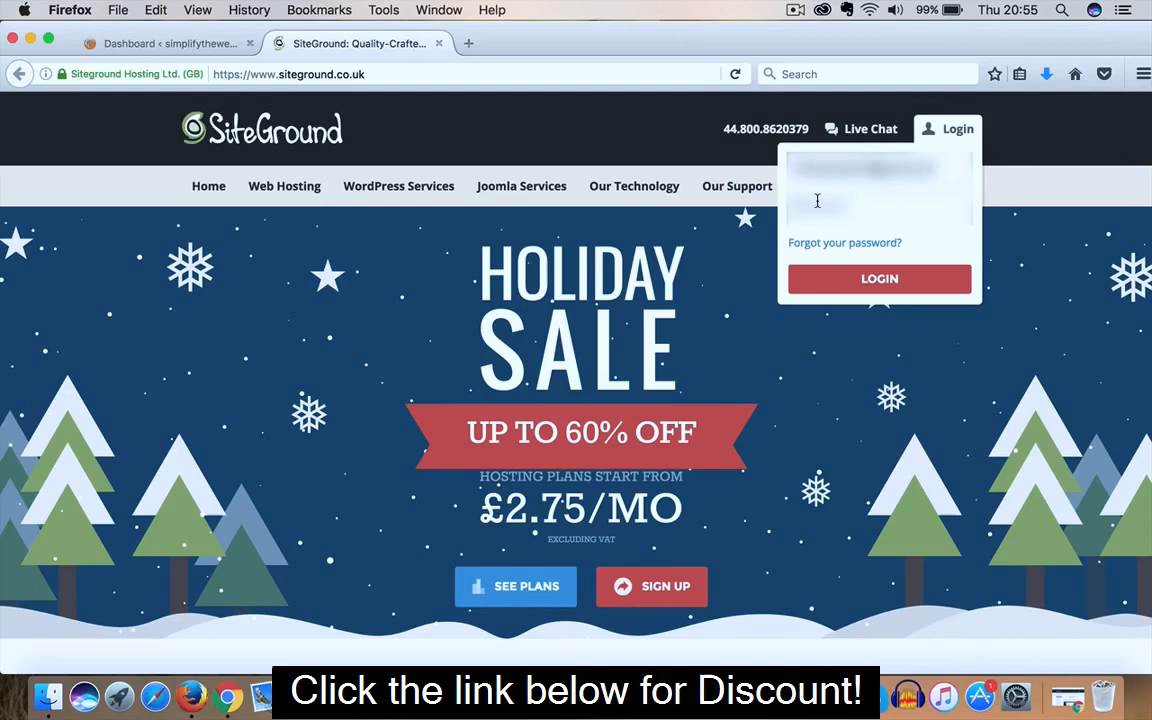 Firefox File Edit View History Bookmarks Tools Window Help 99% Thu 20:55
Dashboard ‹ simplifythewe...
SiteGround: Quality-Crafte...
Siteground Hosting Ltd. (GB) https://www.siteground.co.uk Search
SiteGround
44.800.8620379 Live Chat Login
Home Web Hosting WordPress Services Joomla Services Our Technology Our Support
Forgot your password?
LOGIN
HOLIDAY
SALE
UP TO 60% OFF
HOSTING PLANS START FROM
£2.75/MO
EXCLUDING VAT
SEE PLANS SIGN UP
1
Click the link below for Discount!